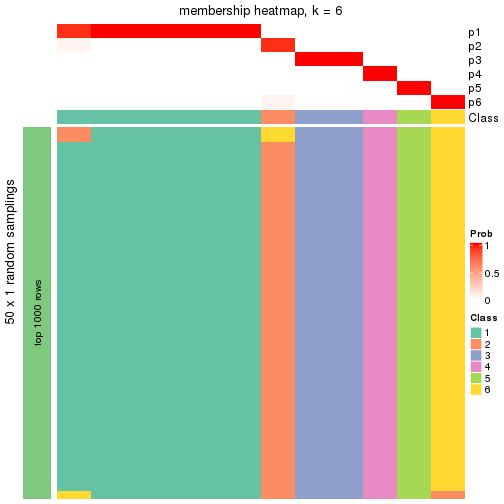 membership heatmap, k = 6
p1
p2
p3
p4
p5
p6
Class
50 x 1 random samplings
top 1000 rows
Prob
1
0.5
0
Class
1
2
3
4
5
6